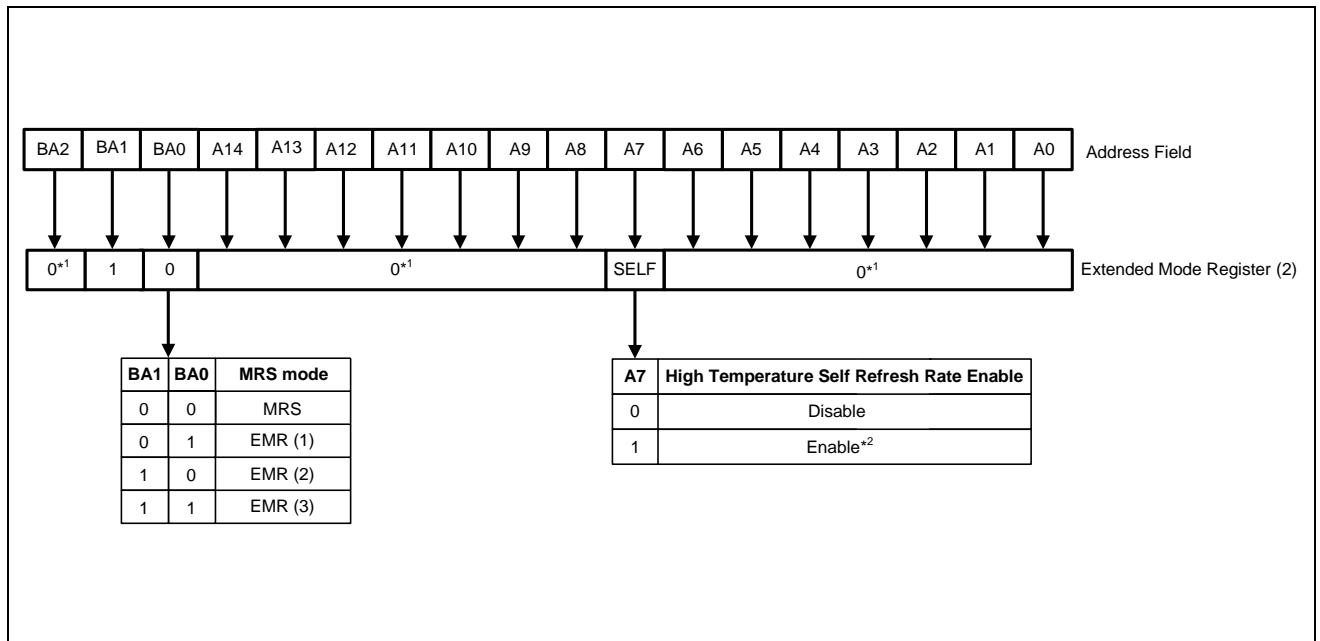 BA2 BA1 BA0 A14 A13 A12 A11 A10 A9 A8 A7 A6 A5 A4 A3 A2 A1 A0 Address Field
0*1 1 0 0*1 SELF 0*1 Extended Mode Register (2)
BA1 BA0 MRS mode
0 0 MRS
0 1 EMR (1)
1 0 EMR (2)
1 1 EMR (3)
A7 High Temperature Self Refresh Rate Enable
0 Disable
1 Enable*2